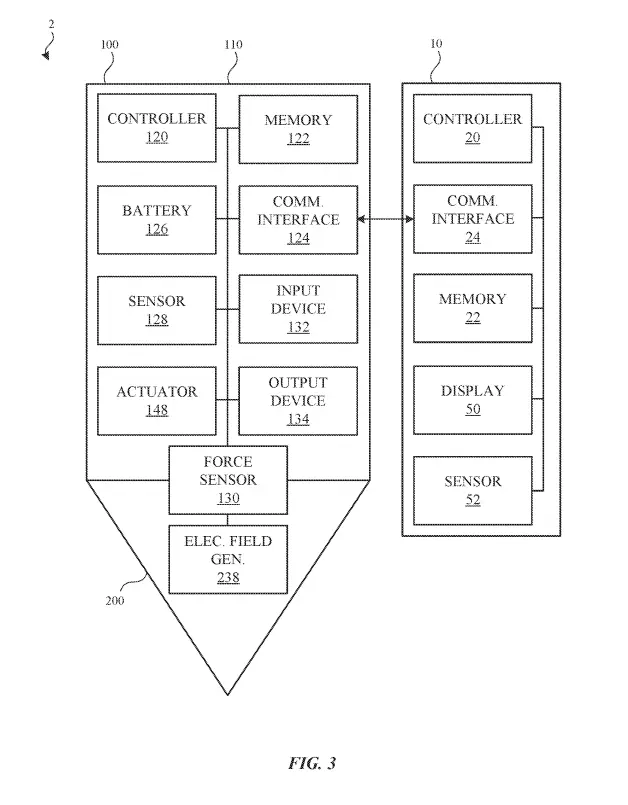 2
100
110
10
CONTROLLER
120
MEMORY
122
CONTROLLER
20
BATTERY
126
COMM.
INTERFACE
124
COMM.
INTERFACE
24
SENSOR
128
INPUT
DEVICE
132
MEMORY
22
ACTUATOR
148
OUTPUT
DEVICE
134
DISPLAY
50
FORCE
SENSOR
130
SENSOR
52
ELEC. FIELD
GEN.
238
200
FIG. 3